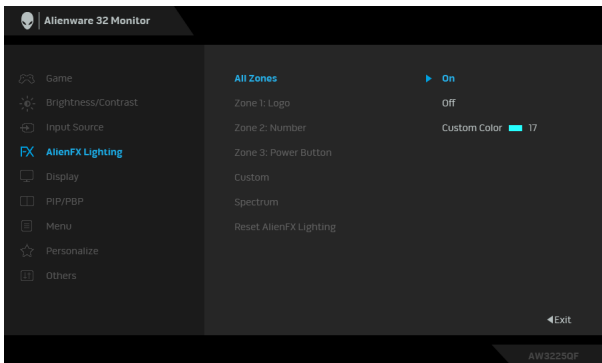 Alienware 32 Monitor
Game
Brightness/Contrast
Input Source
FX AlienFX Lighting
Display
PIP/PBP
Menu
Personalize
Others
All Zones
Zone 1: Logo
Zone 2: Number
Zone 3: Power Button
Custom
Spectrum
Reset AlienFX Lighting
On
Off
Custom Color 17
Exit
AW3225QF